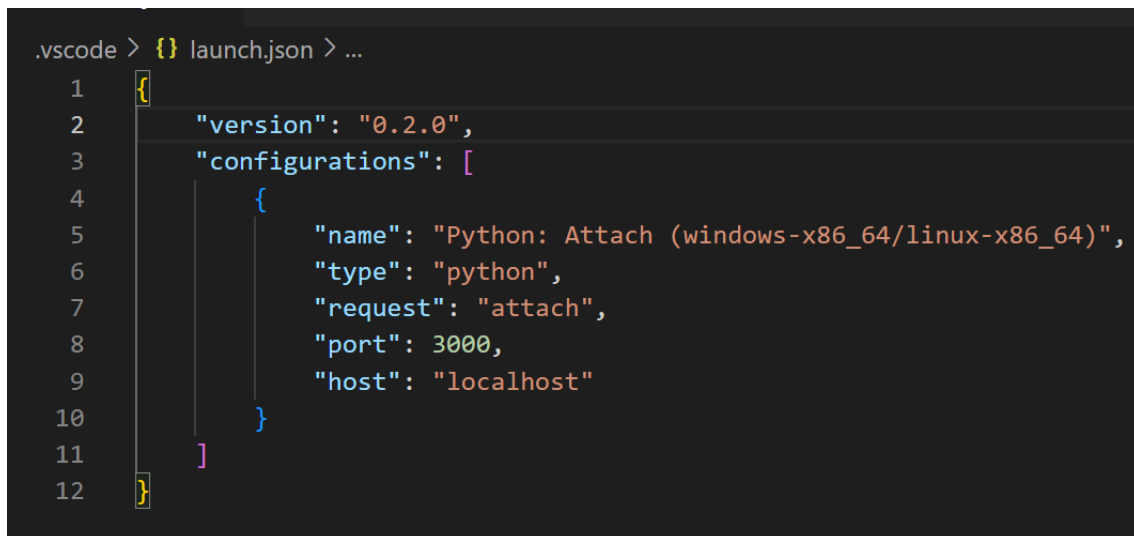 .vscode > {} launch.json > ...
1 {
2 "version": "0.2.0",
3 "configurations": [
4 {
5 "name": "Python: Attach (windows-x86_64/linux-x86_64)",
6 "type": "python",
7 "request": "attach",
8 "port": 3000,
9 "host": "localhost"
10 }
11 ]
12 }